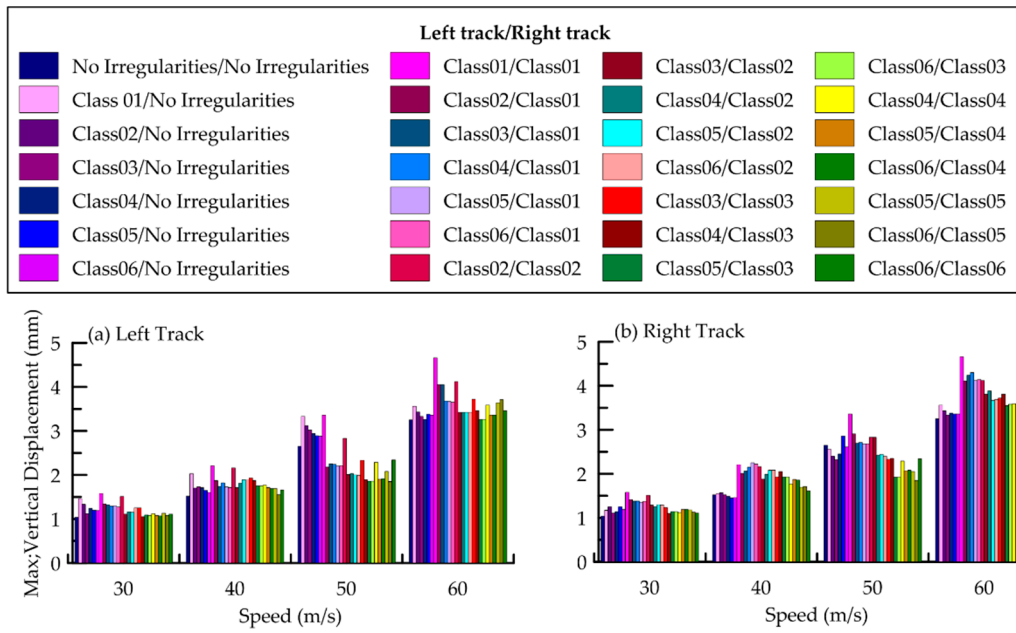 Left track/Right track
No Irregularities/No Irregularities Class01/Class01 Class03/Class02 Class06/Class03
Class 01/No Irregularities Class02/Class01 Class04/Class02 Class04/Class04
Class02/No Irregularities Class03/Class01 Class05/Class02 Class05/Class04
Class03/No Irregularities Class04/Class01 Class06/Class02 Class06/Class04
Class04/No Irregularities Class05/Class01 Class03/Class03 Class05/Class05
Class05/No Irregularities Class06/Class01 Class04/Class03 Class06/Class05
Class06/No Irregularities Class02/Class02 Class05/Class03 Class06/Class06
Max;Vertical Displacement (mm)
(a) Left Track
5
4
3
2
1
0
30 40 50 60
Speed (m/s)
(b) Right Track
5
4
3
2
1
0
30 40 50 60
Speed (m/s)